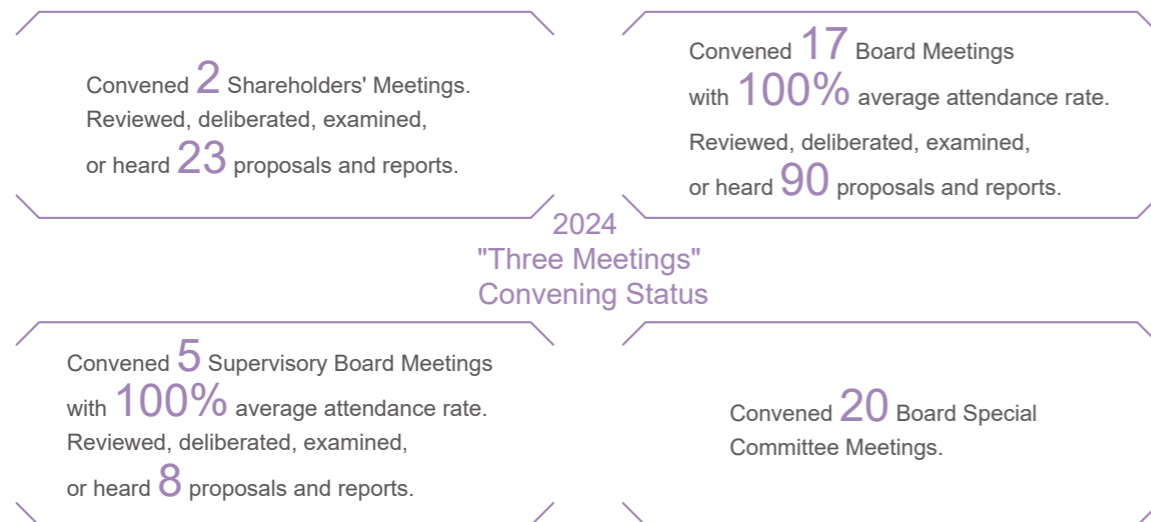 Convened 2 Shareholders' Meetings.
Reviewed, deliberated, examined,
or heard 23 proposals and reports.
Convened 17 Board Meetings
with 100% average attendance rate.
Reviewed, deliberated, examined,
or heard 90 proposals and reports.
2024
"Three Meetings"
Convening Status
Convened 5 Supervisory Board Meetings
with 100% average attendance rate.
Reviewed, deliberated, examined,
or heard 8 proposals and reports.
Convened 20 Board Special
Committee Meetings.